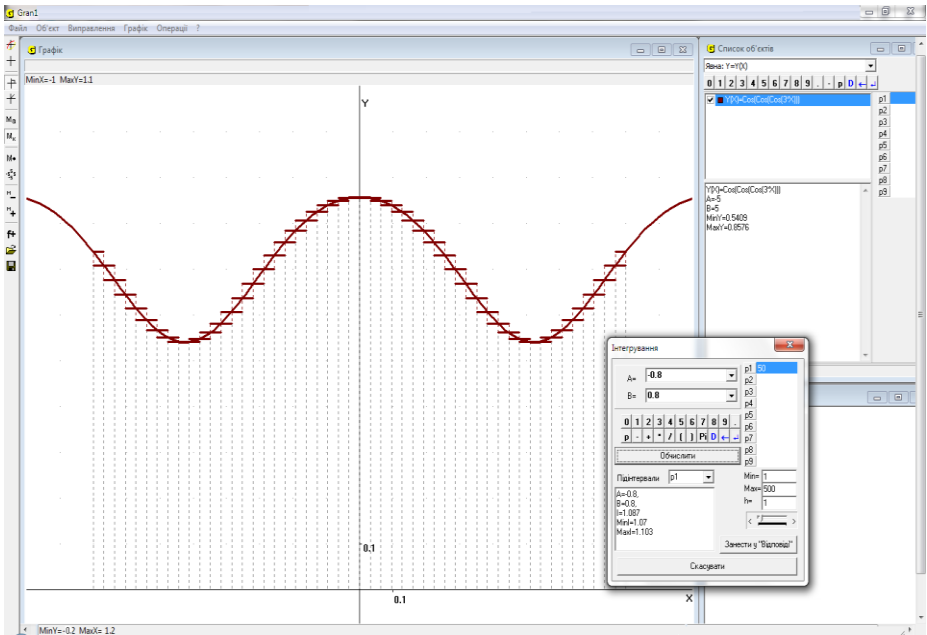 Gran1
Файл Об'єкт Виправлення Графік Операції ?
Графік
MinX=-1 MaxY=1.1
Y
0.1
0.1
X
MinY=-0.2 MaxX= 1.2
Список об'єктів
Явна: Y=Y(X)
0 1 2 3 4 5 6 7 8 9 . - p D ← ↲
Y(X)=Cos(Cos(Cos(3*X)))
p1
p2
p3
p4
p5
p6
p7
p8
p9
Y(X)=Cos(Cos(Cos(3*X)))
A=-5
B=5
MinY=0.5409
MaxY=0.8576
Інтегрування
A= -0.8
B= 0.8
p1 50
p2
p3
p4
p5
p6
p7
p8
p9
0 1 2 3 4 5 6 7 8 9 .
p - + * / ( ) Pi D ← ↲
Обчислити
Підінтервали p1
Min= 1
Max= 500
h= 1
A=-0.8,
B=0.8,
I=1.087
MinI=1.07
MaxI=1.103
Занести у "Відповіді"
Скасувати